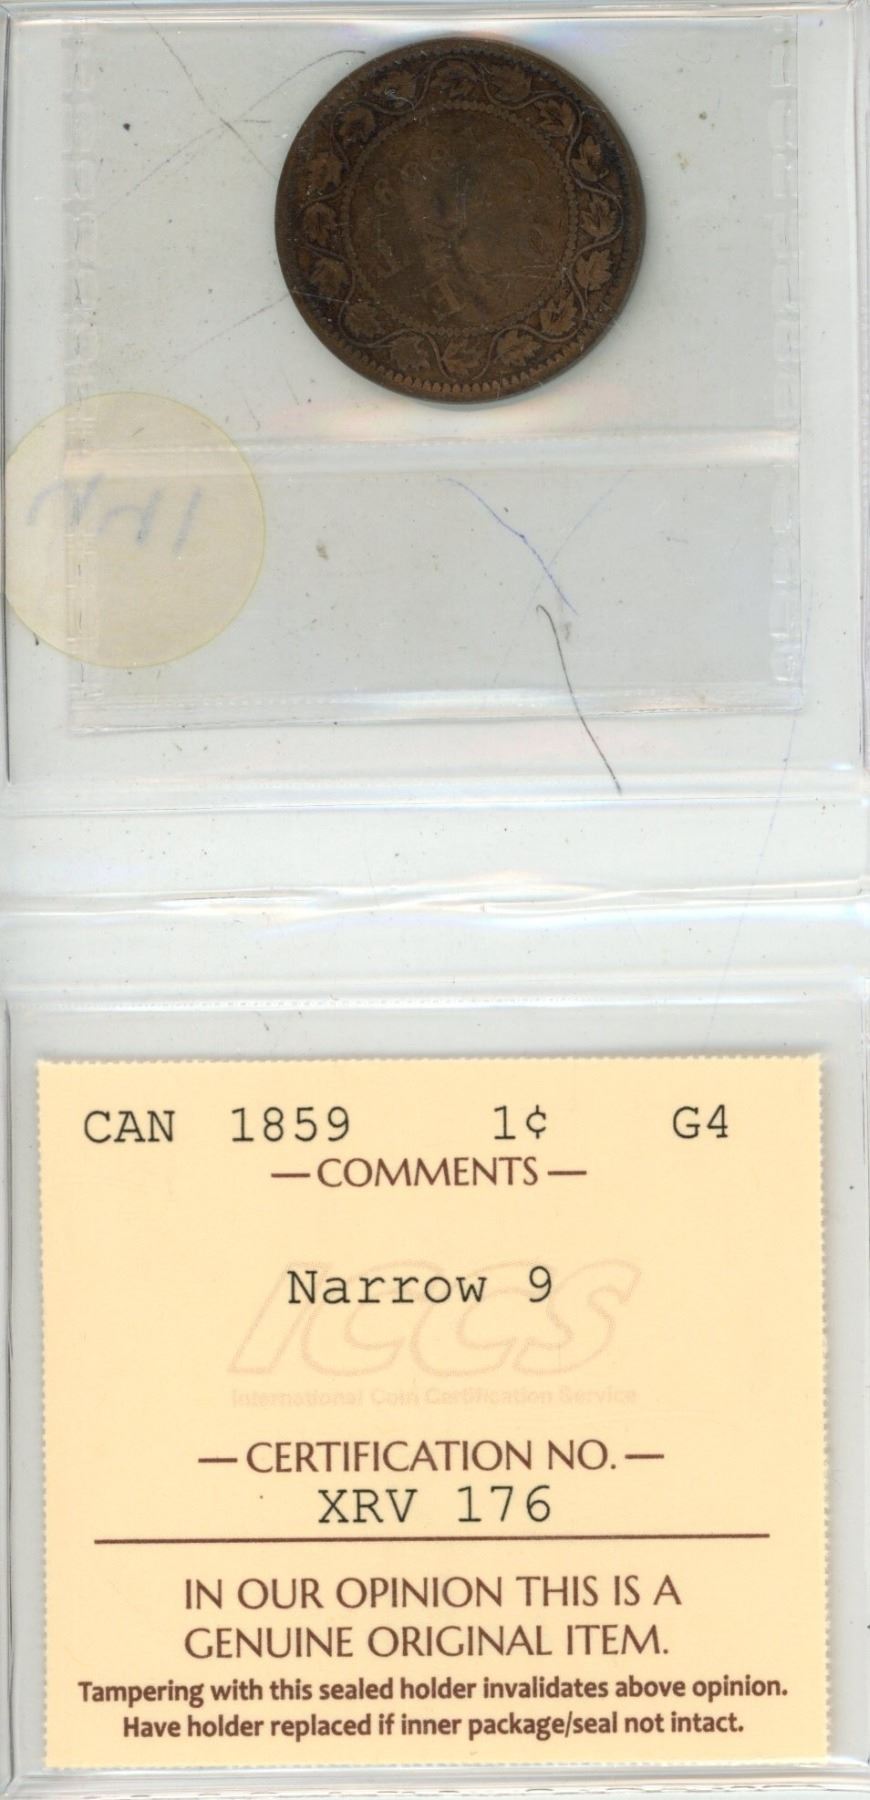 CAN 1859 1¢ G4
—COMMENTS—
Narrow 9
ICCS
International Coin Certification Service
—CERTIFICATION NO.—
XRV 176
IN OUR OPINION THIS IS A
GENUINE ORIGINAL ITEM.
Tampering with this sealed holder invalidates above opinion.
Have holder replaced if inner package/seal not intact.